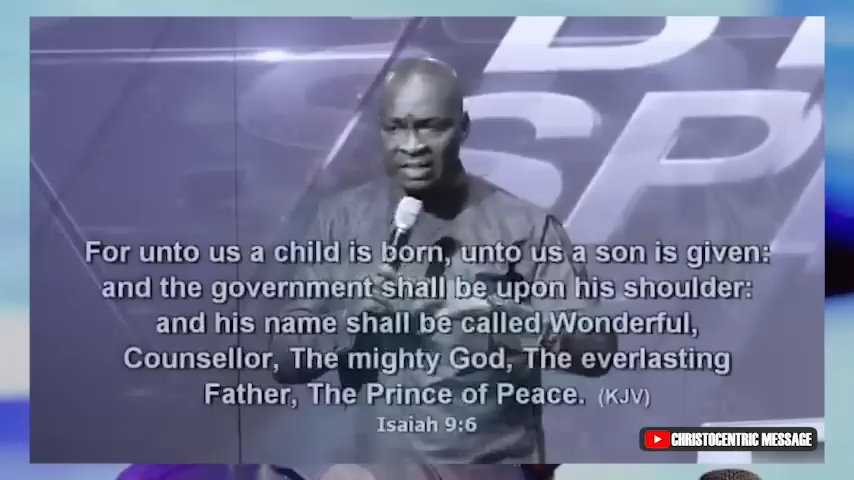 SP
For unto us a child is born, unto us a son is given:
and the government shall be upon his shoulder:
and his name shall be called Wonderful,
Counsellor, The mighty God, The everlasting
Father, The Prince of Peace. (KJV)
Isaiah 9:6
CHRISTOCENTRIC MESSAGE